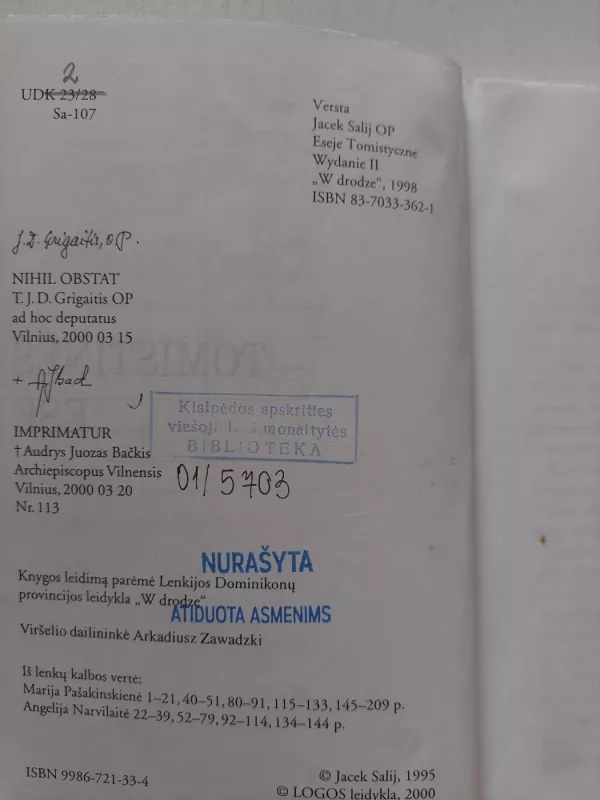 2
UDK 23/28
Sa-107
Versta
Jacek Salij OP
Eseje Tomistyczne
Wydanie II
„W drodze“, 1998
ISBN 83-7033-362-1
J. D. Grigaitis, OP.
NIHIL OBSTAT
T. J. D. Grigaitis OP
ad hoc deputatus
Vilnius, 2000 03 15
+
IMPRIMATUR
† Audrys Juozas Bačkis
Archiepiscopus Vilnensis
Vilnius, 2000 03 20
Nr. 113
Klaipėdos apskrities
viešoji I. Simonaitytės
BIBLIOTEKA
01/5703
NURAŠYTA
Knygos leidimą parėmė Lenkijos Dominikonų
provincijos leidykla „W drodze“
ATIDUOTA ASMENIMS
Viršelio dailininkė Arkadiusz Zawadzki
Iš lenkų kalbos vertė:
Marija Pašakinskienė 1–21, 40–51, 80–91, 115–133, 145–209 p.
Angelija Narvilaitė 22–39, 52–79, 92–114, 134–144 p.
ISBN 9986-721-33-4
© Jacek Salij, 1995
© LOGOS leidykla, 2000